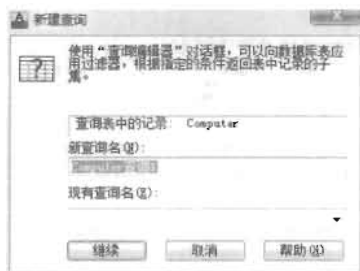 新建查询
使用“查询编辑器”对话框，可以向数据库表应
用过滤器，根据指定的条件返回表中记录的子
集。
查询表中的记录： Computer
新查询名(N)：
现有查询名(E)：
继续
取消
帮助(H)